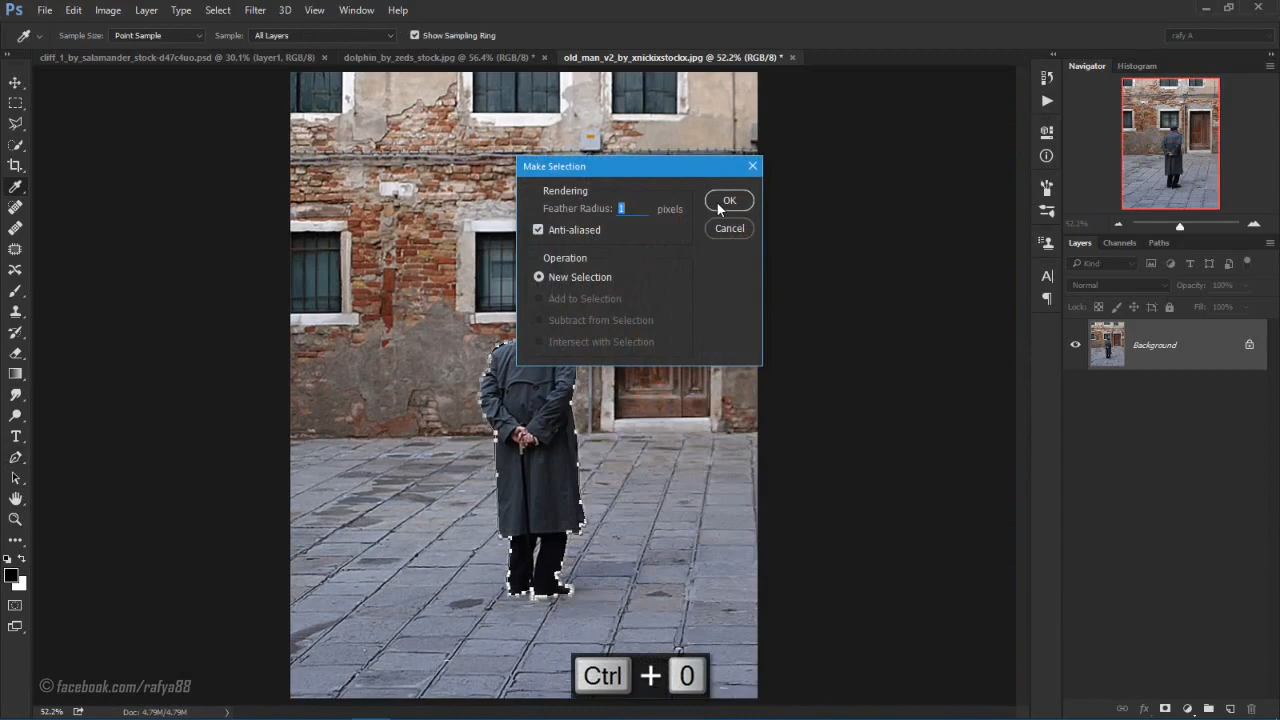 Ps File Edit Image Layer Type Select Filter 3D View Window Help
Sample Size: Point Sample Sample: All Layers Show Sampling Ring rafy A
cliff_1_by_salamander_stock-d47c4uo.psd @ 30.1% (layer1, RGB/8) × dolphin_by_zeds_stock.jpg @ 56.4% (RGB/8) * × old_man_v2_by_xnickixstockx.jpg @ 52.2% (RGB/8) * ×
Navigator Histogram
Make Selection
Rendering
Feather Radius: 1 pixels
OK
Anti-aliased
Cancel
Operation
New Selection
Add to Selection
Subtract from Selection
Intersect with Selection
52.2%
Layers Channels Paths
Kind
Normal Opacity: 100%
Lock: Fill: 100%
Background
Ctrl + 0
© facebook.com/rafya88
52.2% Doc: 4.79M/4.79M